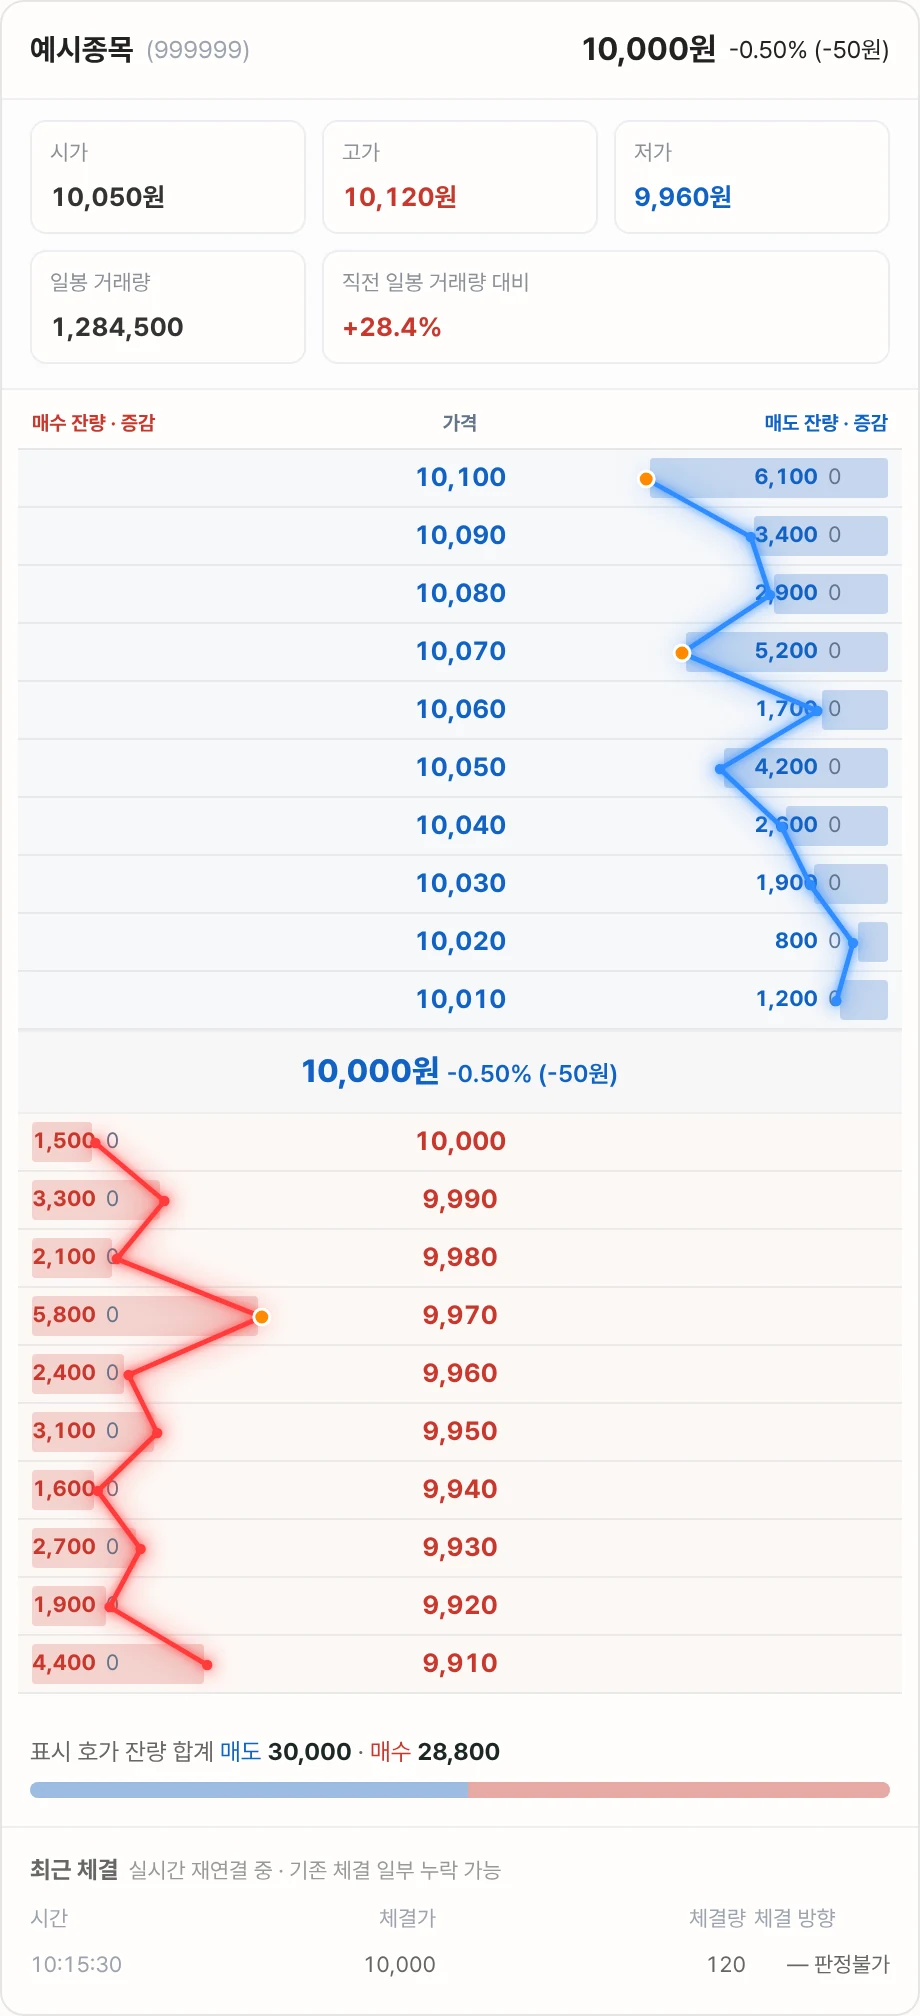 예시종목 (999999) 10,000원 -0.50% (-50원)
시가 고가 저가
10,050원 10,120원 9,960원
일봉 거래량 직전 일봉 거래량 대비
1,284,500 +28.4%
매수 잔량 · 증감 가격 매도 잔량 · 증감
10,100 6,100 0
10,090 3,400 0
10,080 2,900 0
10,070 5,200 0
10,060 1,700 0
10,050 4,200 0
10,040 2,600 0
10,030 1,900 0
10,020 800 0
10,010 1,200 0
10,000원 -0.50% (-50원)
1,500 0 10,000
3,300 0 9,990
2,100 0 9,980
5,800 0 9,970
2,400 0 9,960
3,100 0 9,950
1,600 0 9,940
2,700 0 9,930
1,900 0 9,920
4,400 0 9,910
표시 호가 잔량 합계 매도 30,000 · 매수 28,800
최근 체결 실시간 재연결 중 · 기존 체결 일부 누락 가능
시간 체결가 체결량 체결 방향
10:15:30 10,000 120 — 판정불가